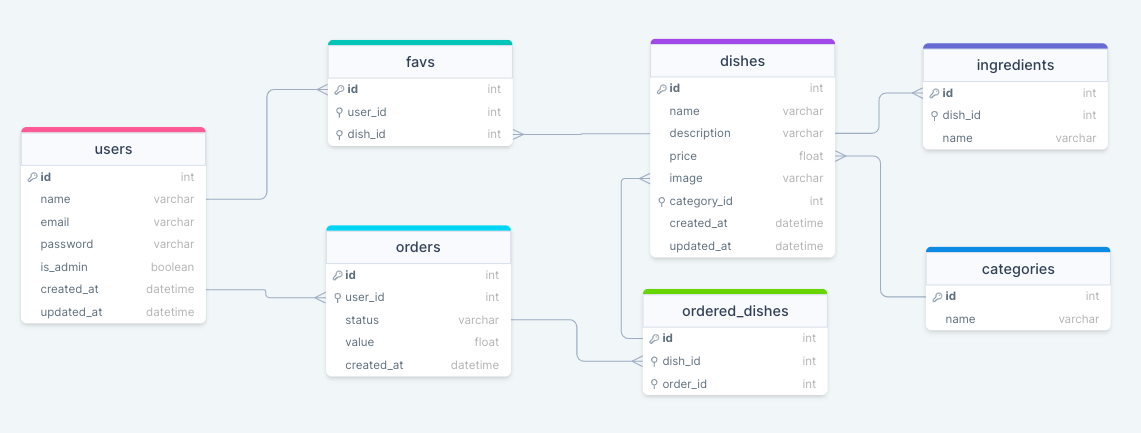 users
id int
name varchar
email varchar
password varchar
is_admin boolean
created_at datetime
updated_at datetime
favs
id int
user_id int
dish_id int
orders
id int
user_id int
status varchar
value float
created_at datetime
dishes
id int
name varchar
description varchar
price float
image varchar
category_id int
created_at datetime
updated_at datetime
ordered_dishes
id int
dish_id int
order_id int
ingredients
id int
dish_id int
name varchar
categories
id int
name varchar